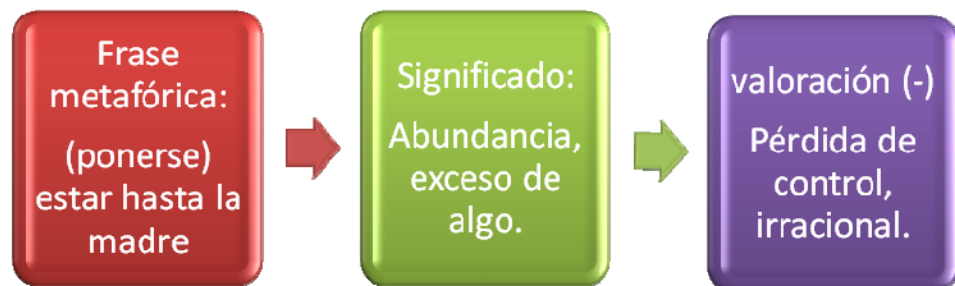 Frase
metafórica:
(ponerse)
estar hasta la
madre
Significado:
Abundancia,
exceso de
algo.
valoración (-)
Pérdida de
control,
irracional.